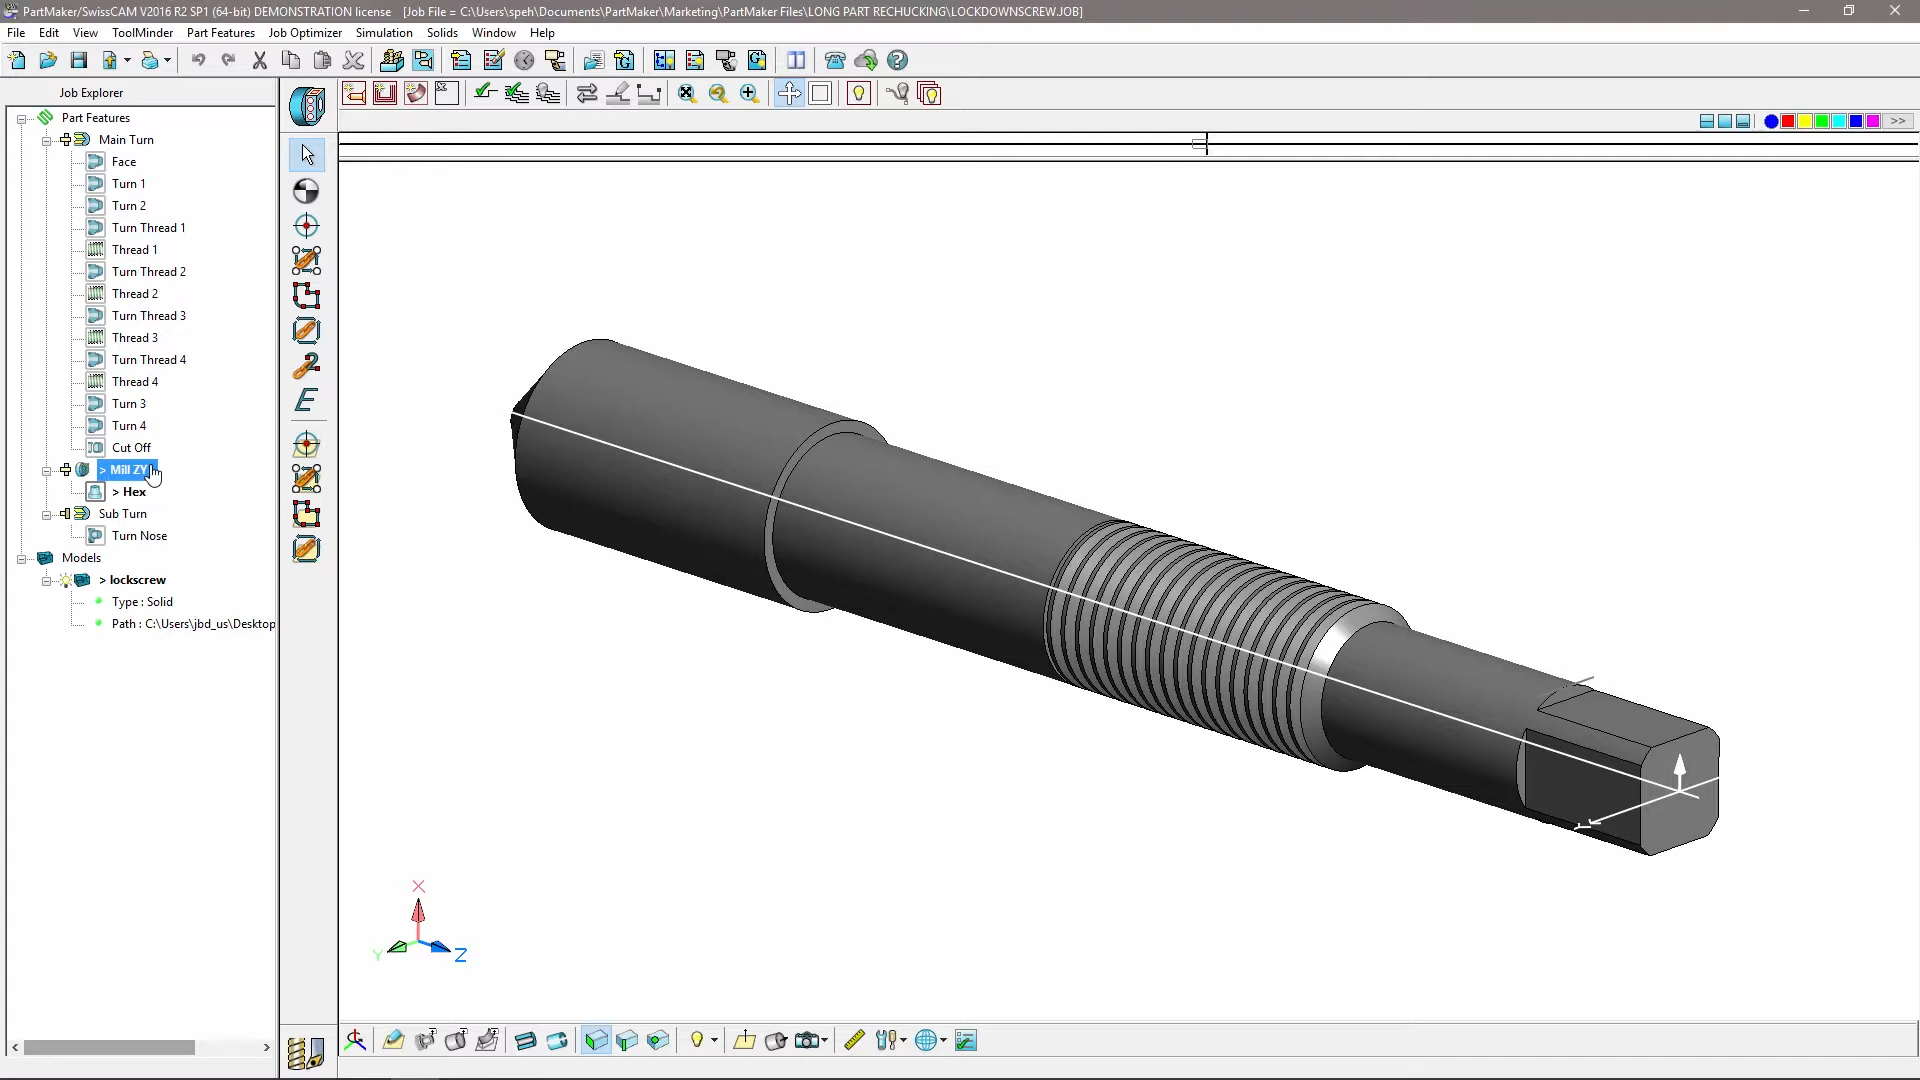 PartMaker/SwissCAM V2016 R2 SP1 (64-bit) DEMONSTRATION license [Job File = C:\Users\speh\Documents\PartMaker\Marketing\PartMaker Files\LONG PART RECHUCKING\LOCKDOWNSCREW.JOB]
File Edit View ToolMinder Part Features Job Optimizer Simulation Solids Window Help
Job Explorer
>>
Part Features
Main Turn
Face
Turn 1
Turn 2
Turn Thread 1
Thread 1
Turn Thread 2
Thread 2
Turn Thread 3
Thread 3
Turn Thread 4
Thread 4
Turn 3
Turn 4
Cut Off
> Mill ZY
> Hex
Sub Turn
Turn Nose
Models
> lockscrew
Type : Solid
Path : C:\Users\jbd_us\Desktop
X
Y
Z